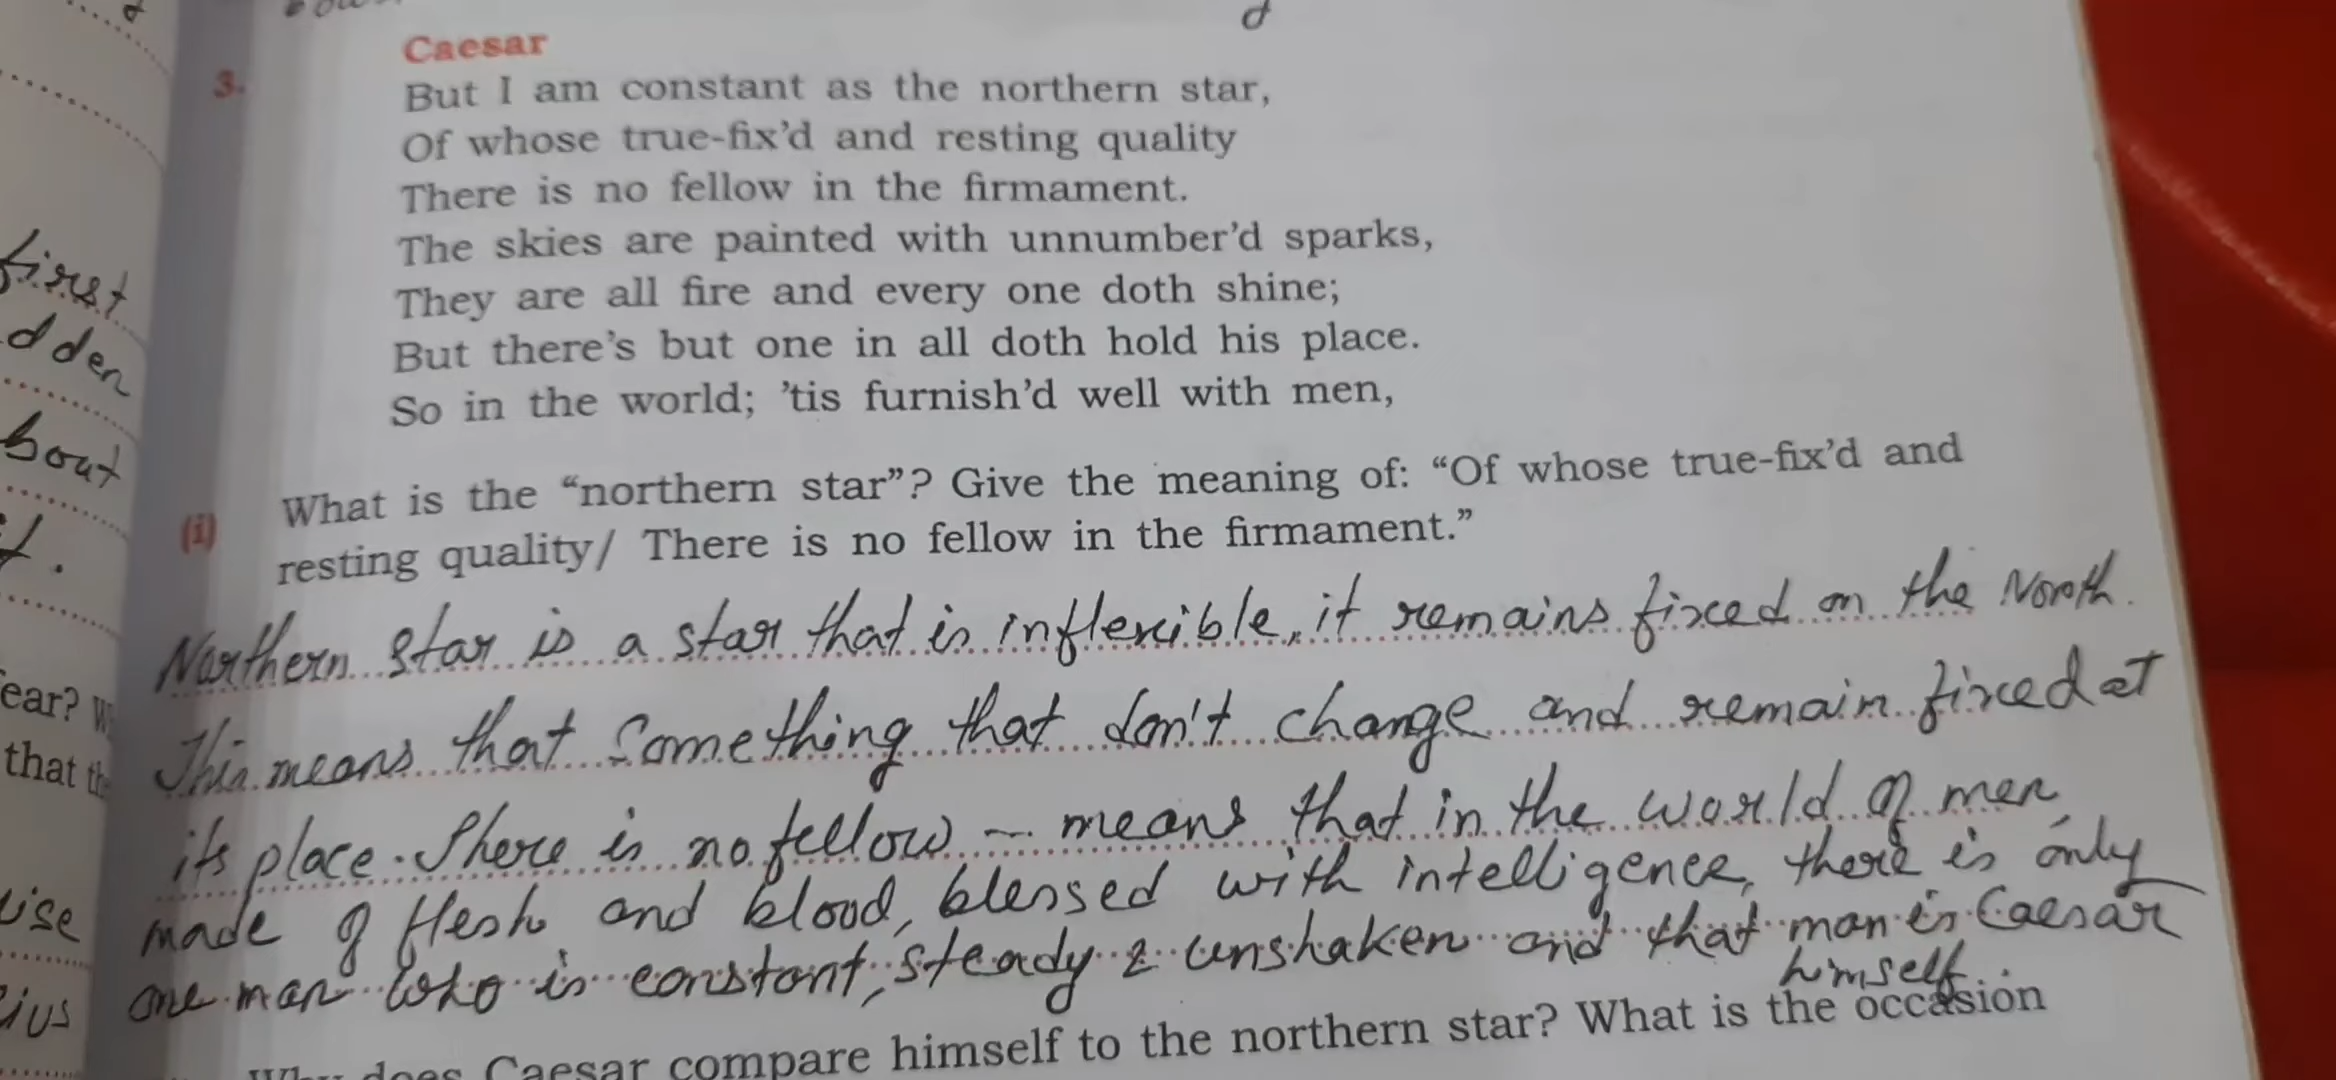 Caesar
3. But I am constant as the northern star,
Of whose true-fix'd and resting quality
There is no fellow in the firmament.
The skies are painted with unnumber'd sparks,
They are all fire and every one doth shine;
But there's but one in all doth hold his place.
So in the world; 'tis furnish'd well with men,
(i) What is the “northern star”? Give the meaning of: “Of whose true-fix'd and
resting quality/ There is no fellow in the firmament.”
Northern star is a star that is inflexible, it remains fixed on the North.
This means that something that don't change and remain fixed at
its place. There is no fellow — means that in the world of men,
made of flesh and blood, blessed with intelligence, there is only
one man who is constant, steady & unshaken and that man is Caesar
himself.
does Caesar compare himself to the northern star? What is the occasion
first
dden
bout
t.
ear?
that
ise
ius